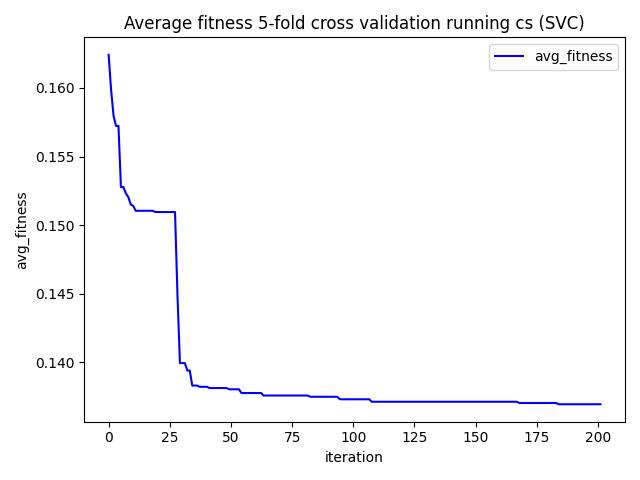 Average fitness 5-fold cross validation running cs (SVC)
avg_fitness
0.160
0.155
0.150
0.145
0.140
avg_fitness
0 25 50 75 100 125 150 175 200
iteration